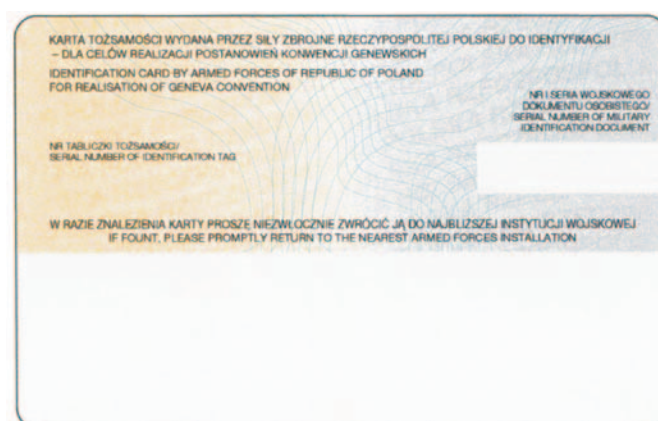 KARTA TOŻSAMOŚCI WYDANA PRZEZ SIŁY ZBROJNE RZECZYPOSPOLITEJ POLSKIEJ DO IDENTYFIKACJI
– DLA CELÓW REALIZACJI POSTANOWIEŃ KONWENCJI GENEWSKICH
IDENTIFICATION CARD BY ARMED FORCES OF REPUBLIC OF POLAND
FOR REALISATION OF GENEVA CONVENTION
NR I SERIA WOJSKOWEGO
DOKUMENTU OSOBISTEGO/
SERIAL NUMBER OF MILITARY
IDENTIFICATION DOCUMENT
NR TABLICZKI TOŻSAMOŚCI/
SERIAL NUMBER OF IDENTIFICATION TAG
W RAZIE ZNALEZIENIA KARTY PROSZĘ NIEZWŁOCZNIE ZWRÓCIĆ JĄ DO NAJBLIŻSZEJ INSTYTUCJI WOJSKOWEJ
IF FOUNT, PLEASE PROMPTLY RETURN TO THE NEAREST ARMED FORCES INSTALLATION